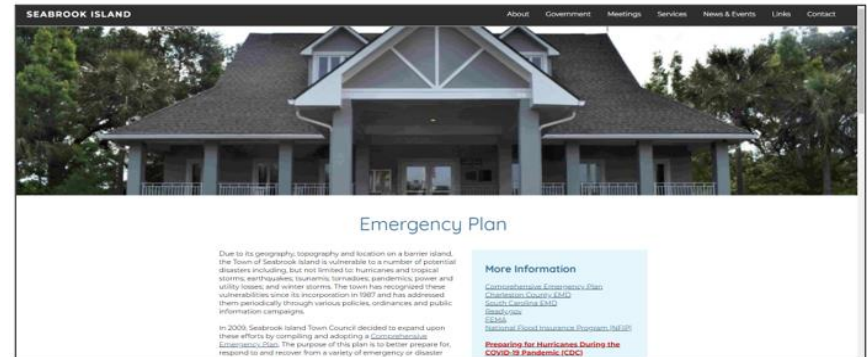 SEABROOK ISLAND
About Government Meetings Services News & Events Links Contact
Emergency Plan
Due to its geography, topography and location on a barrier island,
the Town of Seabrook Island is vulnerable to a number of potential
disasters including, but not limited to: hurricanes and tropical
storms; earthquakes; tsunamis; tornadoes; pandemics; power and
utility losses; and winter storms. The town has recognized these
vulnerabilities since its incorporation in 1987 and has addressed
them periodically through various policies, ordinances and public
information campaigns.
In 2009, Seabrook Island Town Council decided to expand upon
these efforts by compiling and adopting a Comprehensive
Emergency Plan. The purpose of this plan is to better prepare for,
respond to and recover from a variety of emergency or disaster
More Information
Comprehensive Emergency Plan
Charleston County EMD
South Carolina EMD
Ready.gov
FEMA
National Flood Insurance Program (NFIP)
Preparing for Hurricanes During the
COVID-19 Pandemic (CDC)